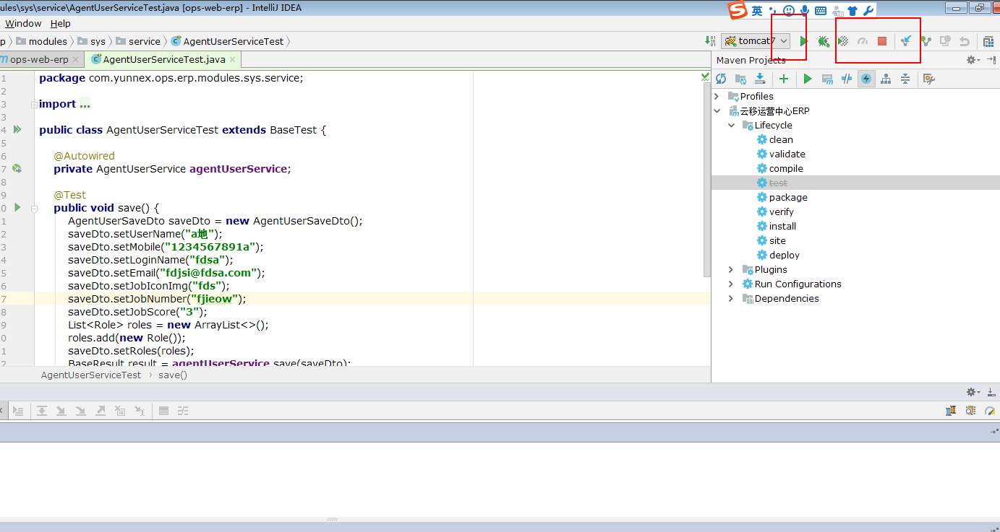 ules\sys\service\AgentUserServiceTest.java [ops-web-erp] - IntelliJ IDEA
英
Window Help
p modules sys service AgentUserServiceTest
tomcat7
ops-web-erp AgentUserServiceTest.java
Maven Projects
1 package com.yunnex.ops.erp.modules.sys.service;
2
3 import ...
3
4 public class AgentUserServiceTest extends BaseTest {
5
6 @Autowired
7 private AgentUserService agentUserService;
8
9 @Test
0 public void save() {
1 AgentUserSaveDto saveDto = new AgentUserSaveDto();
2 saveDto.setUserName("a地");
3 saveDto.setMobile("1234567891a");
4 saveDto.setLoginName("fdsa");
5 saveDto.setEmail("fdjsi@fdsa.com");
6 saveDto.setJobIconImg("fds");
7 saveDto.setJobNumber("fjieow");
8 saveDto.setJobScore("3");
9 List<Role> roles = new ArrayList<>();
0 roles.add(new Role());
1 saveDto.setRoles(roles);
2 BaseResult result = agentUserService.save(saveDto);
AgentUserServiceTest › save()
Profiles
云移运营中心ERP
Lifecycle
clean
validate
compile
test
package
verify
install
site
deploy
Plugins
Run Configurations
Dependencies